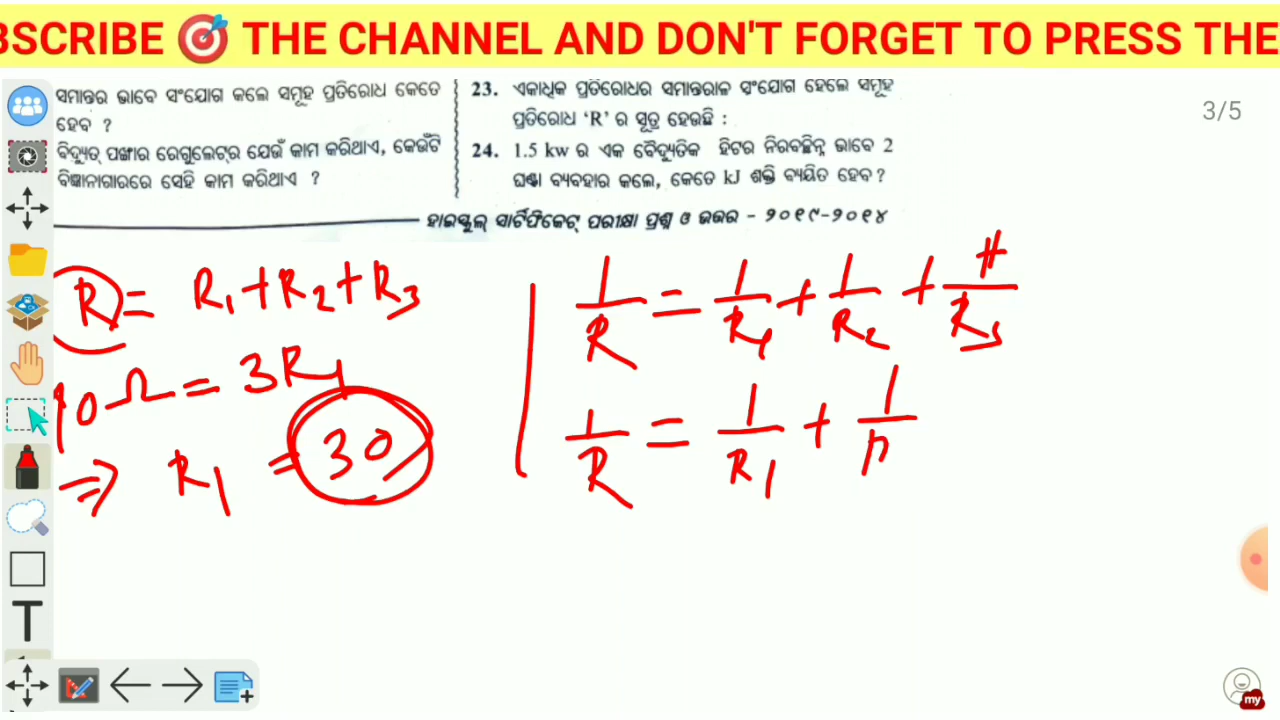 BSCRIBE 🎯 THE CHANNEL AND DON'T FORGET TO PRESS THE
3/5
ସମାନ୍ତର ଭାବେ ସଂଯୋଗ କଲେ ସମୂହ ପ୍ରତିରୋଧ କେତେ
ହେବ ?
ବିଦ୍ୟୁତ୍ ପଙ୍ଖାର ରେଗୁଲେଟ୍‌ର ଯେଉଁ କାମ କରିଥାଏ, କେଉଁଟି
ବିଜ୍ଞାନାଗାରରେ ସେହି କାମ କରିଥାଏ ?
23. ଏକାଧିକ ପ୍ରତିରୋଧର ସମାନ୍ତରାଳ ସଂଯୋଗ ହେଲେ ସମୂହ
ପ୍ରତିରୋଧ 'R' ର ସୂତ୍ର ହେଉଛି :
24. 1.5 kw ର ଏକ ବୈଦ୍ୟୁତିକ ହିଟର ନିରବଚ୍ଛିନ୍ନ ଭାବେ 2
ଘଣ୍ଟା ବ୍ୟବହାର କଲେ, କେତେ kJ ଶକ୍ତି ବ୍ୟୟିତ ହେବ ?
ହାଇସ୍କୁଲ୍ ସାର୍ଟିଫିକେଟ୍ ପରୀକ୍ଷା ପ୍ରଶ୍ନ ଓ ଉତ୍ତର - ୨୦୧୯-୨୦୧୪
R = R₁ + R₂ + R₃
10 Ω = 3R₁
⇒ R₁ = 30
1/R = 1/R₁ + 1/R₂ + /R₃
1/R = 1/R₁ + 1/
T
my